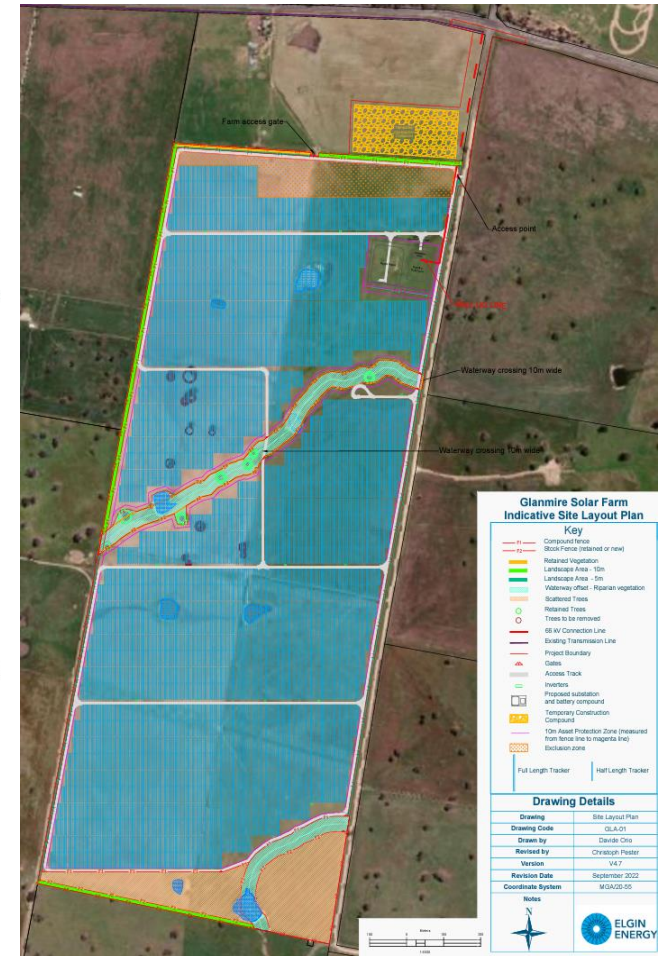 Farm access gate
Access point
Waterway crossing 10m wide
Waterway crossing 10m wide
Glanmire Solar Farm
Indicative Site Layout Plan
Key
Compound fence
Stock Fence (retained or new)
Retained Vegetation
Landscape Area - 10m
Landscape Area - 5m
Waterway offset - Riparian vegetation
Scattered Trees
Retained Trees
Trees to be removed
66 kV Connection Line
Existing Transmission Line
Project Boundary
Gates
Access Track
Inverters
Proposed substation
and battery compound
Temporary Construction
Compound
10m Asset Protection Zone (measured
from fence line to magenta line)
Exclusion zone
Full Length Tracker
Half Length Tracker
Drawing Details
Drawing Site Layout Plan
Drawing Code GLA-01
Drawn by Davide Orio
Revised by Christoph Pester
Version V4.7
Revision Date September 2022
Coordinate System MGA/20-55
Notes
N
ELGIN
ENERGY